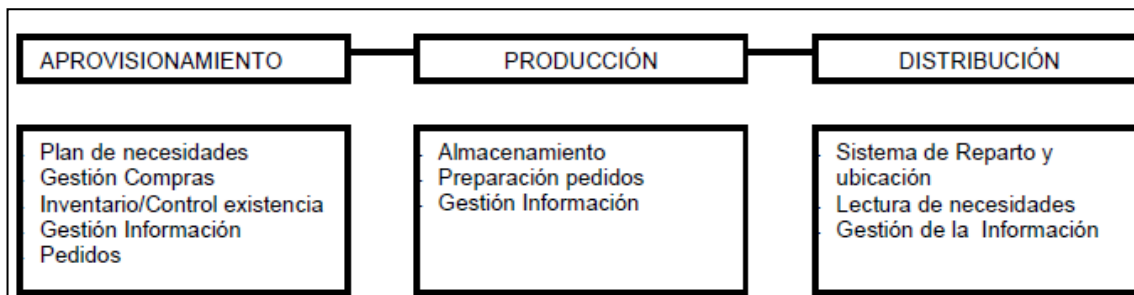 APROVISIONAMIENTO
PRODUCCIÓN
DISTRIBUCIÓN
Plan de necesidades
Gestión Compras
Inventario/Control existencia
Gestión Información
Pedidos
Almacenamiento
Preparación pedidos
Gestión Información
Sistema de Reparto y
ubicación
Lectura de necesidades
Gestión de la Información